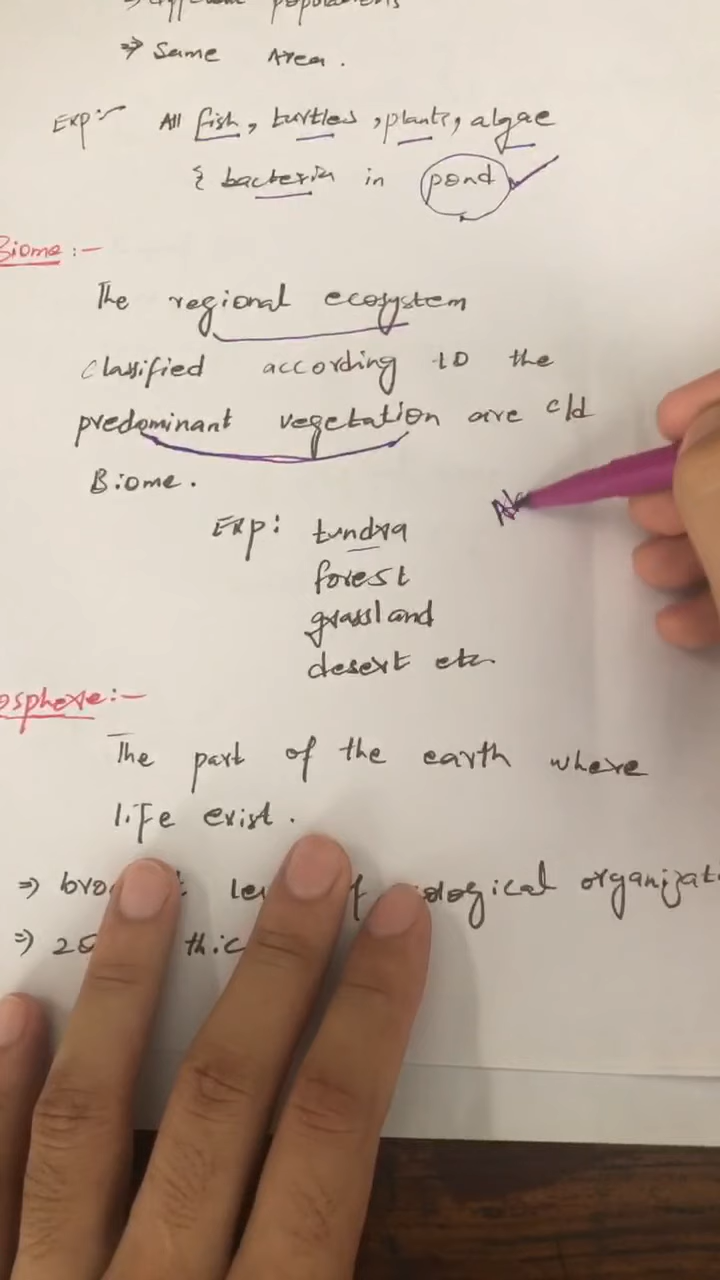 ⇒ Same Area.
Exp:- All fish, turtles, plants, algae
& bacteria in pond
Biome:-
The regional ecosystem
classified according to the
predominant vegetation are c/d
Biome.
Exp: tundra
forest
grassland
desert etc.
osphere:-
The part of the earth where
life exist.
⇒ organizat
⇒